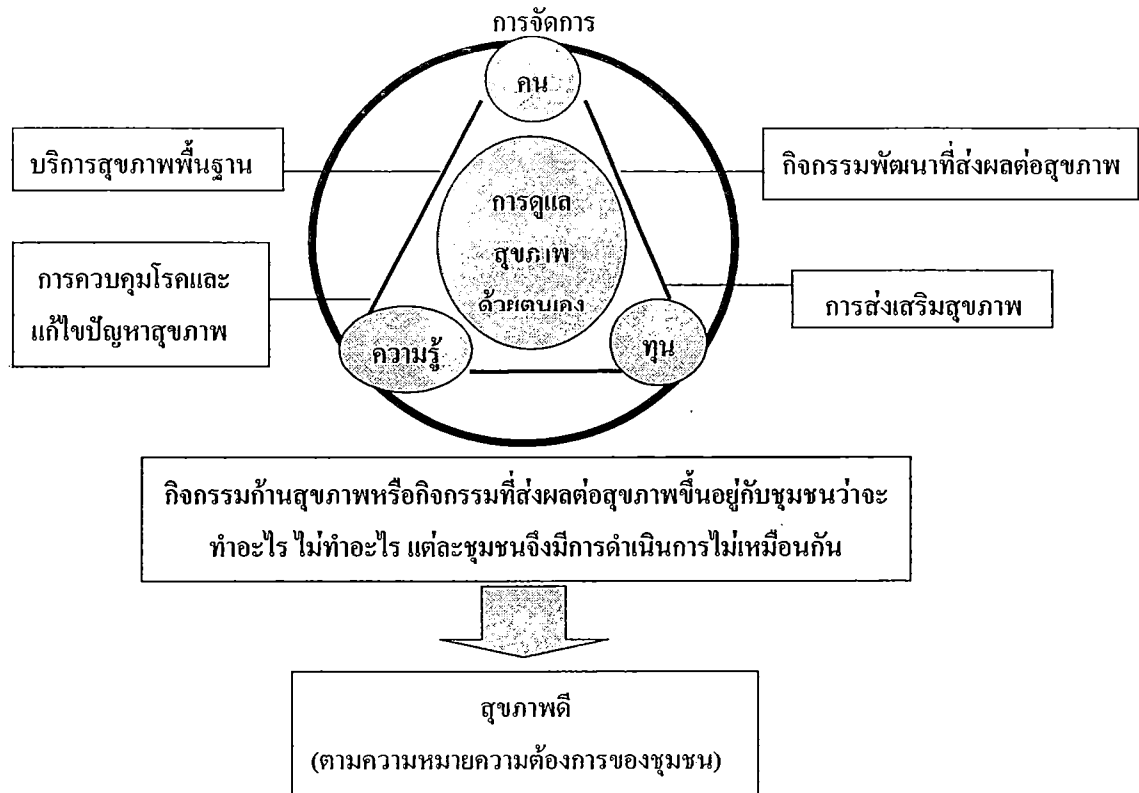 การจัดการ
คน
บริการสุขภาพพื้นฐาน
กิจกรรมพัฒนาที่ส่งผลต่อสุขภาพ
การดูแล
สุขภาพ
ด้วยตนเอง
การควบคุมโรคและ
แก้ไขปัญหาสุขภาพ
การส่งเสริมสุขภาพ
ความรู้
ทุน
กิจกรรมก้านสุขภาพหรือกิจกรรมที่ส่งผลต่อสุขภาพขึ้นอยู่กับชุมชนว่าจะ
ทำอะไร ไม่ทำอะไร แต่ละชุมชนจึงมีการดำเนินการไม่เหมือนกัน
สุขภาพดี
(ตามความหมายความต้องการของชุมชน)